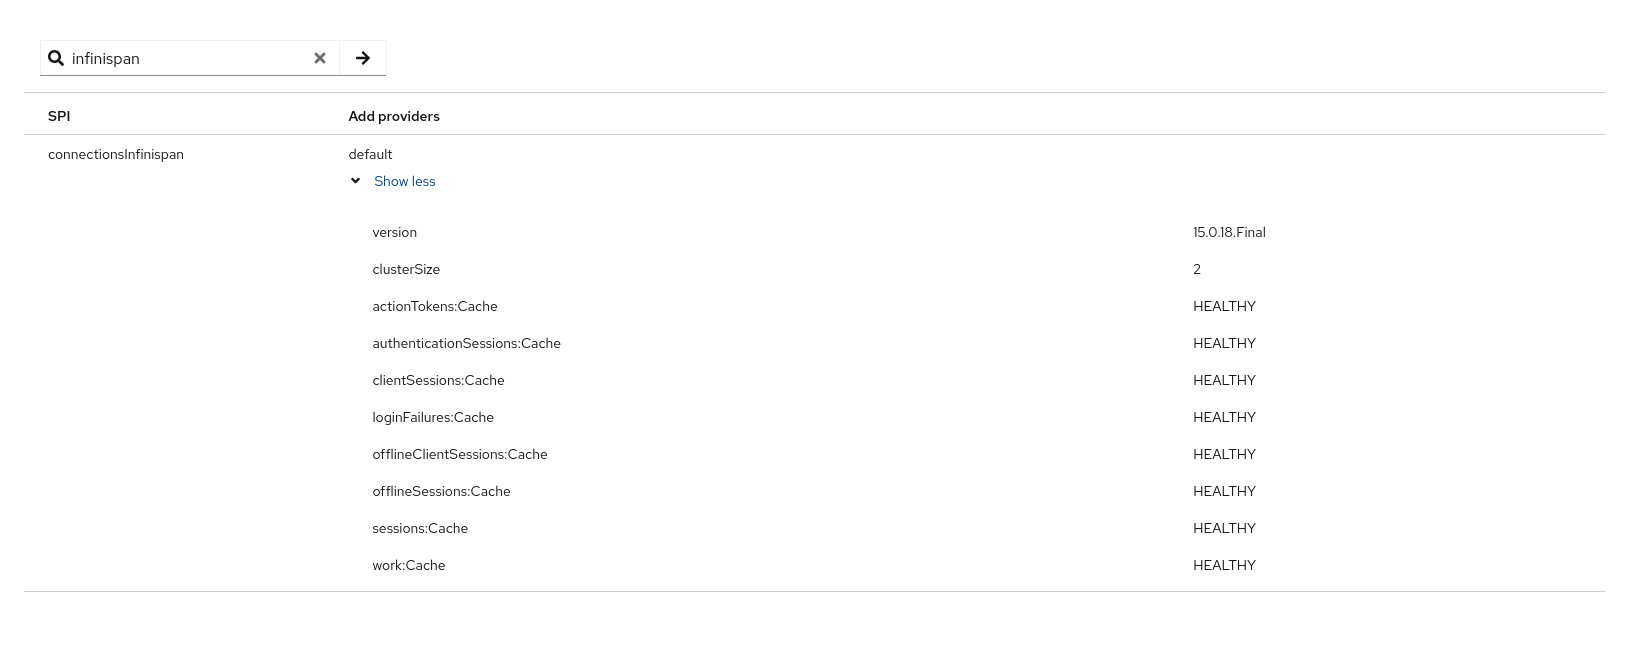 infinispan
SPI Add providers
connectionsInfinispan default
Show less
version 15.0.18.Final
clusterSize 2
actionTokens:Cache HEALTHY
authenticationSessions:Cache HEALTHY
clientSessions:Cache HEALTHY
loginFailures:Cache HEALTHY
offlineClientSessions:Cache HEALTHY
offlineSessions:Cache HEALTHY
sessions:Cache HEALTHY
work:Cache HEALTHY